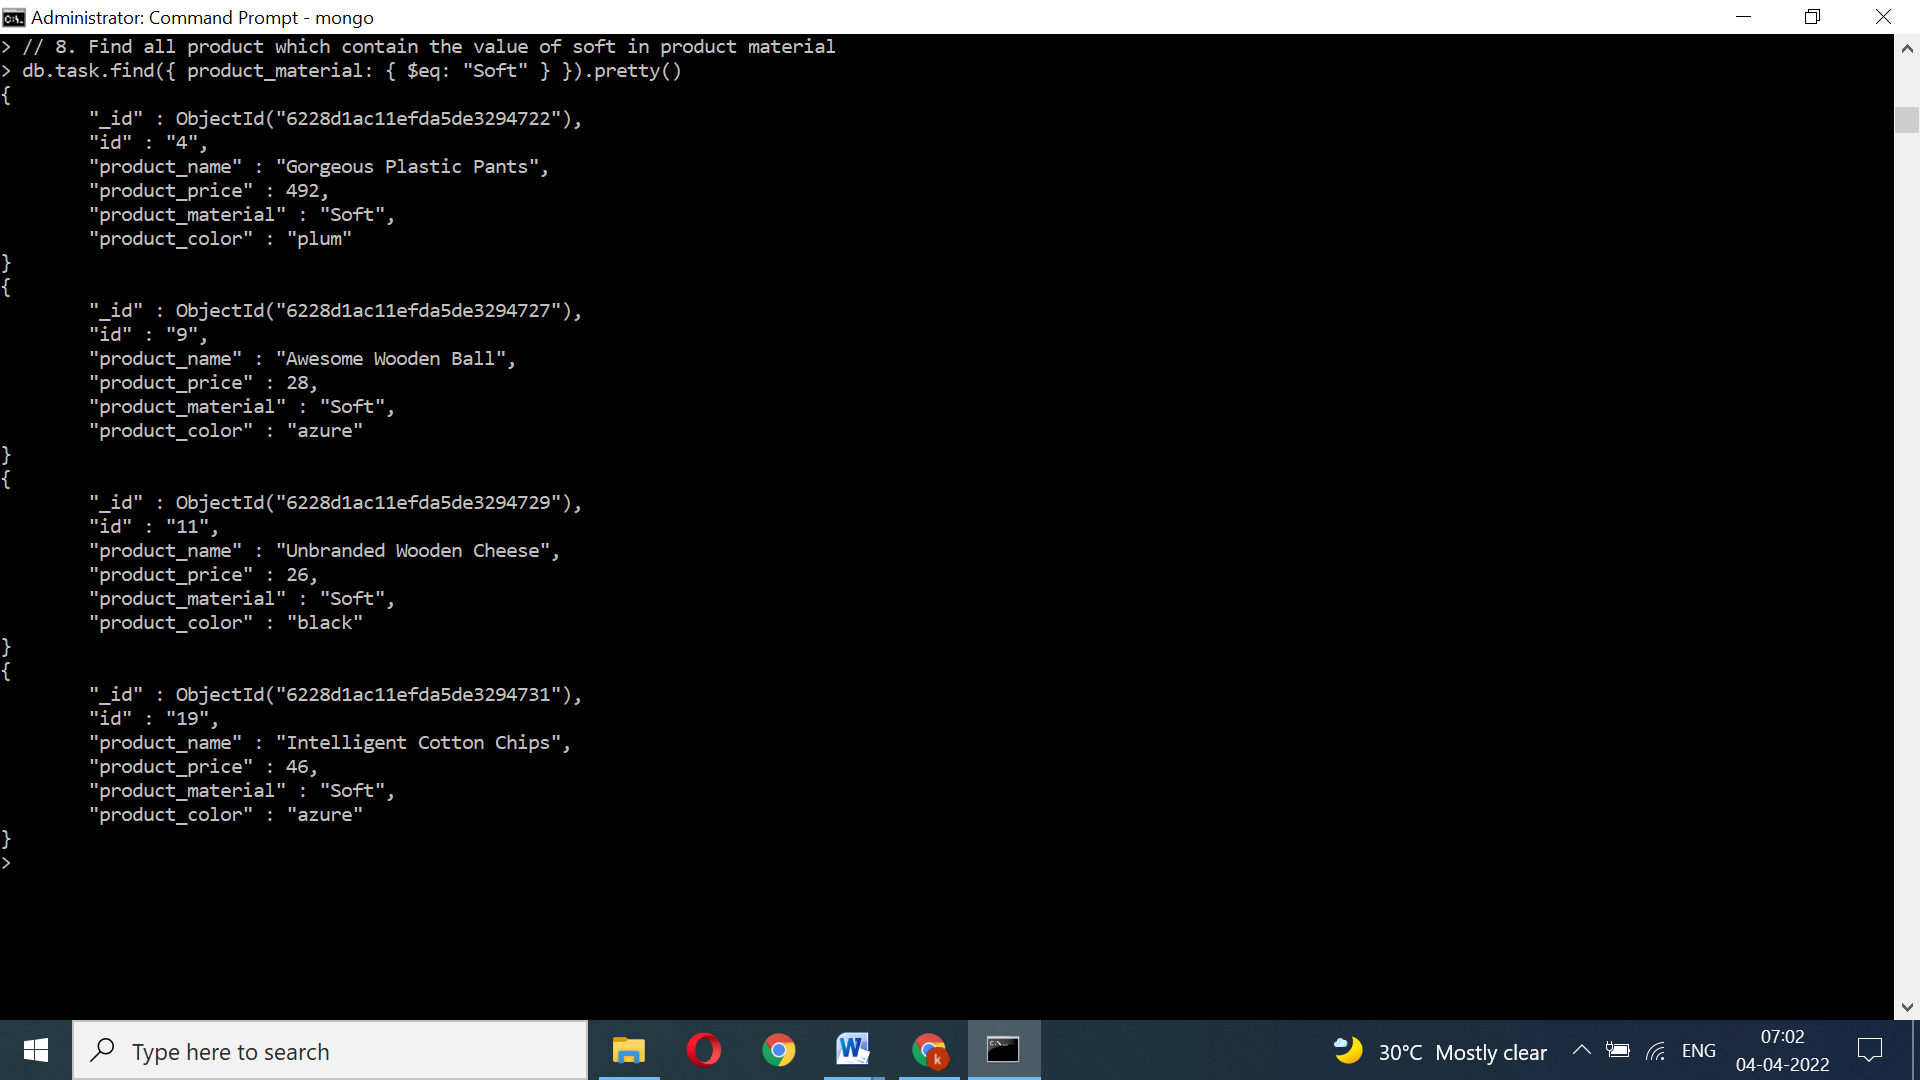 Administrator: Command Prompt - mongo
> // 8. Find all product which contain the value of soft in product material
> db.task.find({ product_material: { $eq: "Soft" } }).pretty()
{
        "_id" : ObjectId("6228d1ac11efda5de3294722"),
        "id" : "4",
        "product_name" : "Gorgeous Plastic Pants",
        "product_price" : 492,
        "product_material" : "Soft",
        "product_color" : "plum"
}
{
        "_id" : ObjectId("6228d1ac11efda5de3294727"),
        "id" : "9",
        "product_name" : "Awesome Wooden Ball",
        "product_price" : 28,
        "product_material" : "Soft",
        "product_color" : "azure"
}
{
        "_id" : ObjectId("6228d1ac11efda5de3294729"),
        "id" : "11",
        "product_name" : "Unbranded Wooden Cheese",
        "product_price" : 26,
        "product_material" : "Soft",
        "product_color" : "black"
}
{
        "_id" : ObjectId("6228d1ac11efda5de3294731"),
        "id" : "19",
        "product_name" : "Intelligent Cotton Chips",
        "product_price" : 46,
        "product_material" : "Soft",
        "product_color" : "azure"
}
>
Type here to search
30°C Mostly clear
ENG
07:02
04-04-2022